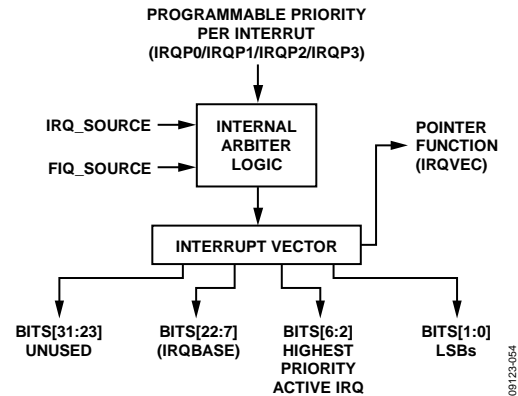 PROGRAMMABLE PRIORITY
PER INTERRUT
(IRQP0/IRQP1/IRQP2/IRQP3)
IRQ_SOURCE
FIQ_SOURCE
INTERNAL
ARBITER
LOGIC
POINTER
FUNCTION
(IRQVEC)
INTERRUPT VECTOR
BITS[31:23]
UNUSED
BITS[22:7]
(IRQBASE)
BITS[6:2]
HIGHEST
PRIORITY
ACTIVE IRQ
BITS[1:0]
LSBs
09123-054